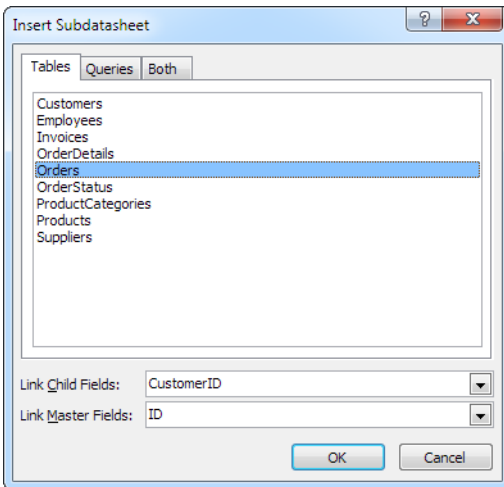 Insert Subdatasheet
?
X
Tables Queries Both
Customers
Employees
Invoices
OrderDetails
Orders
OrderStatus
ProductCategories
Products
Suppliers
Link Child Fields: CustomerID
Link Master Fields: ID
OK Cancel